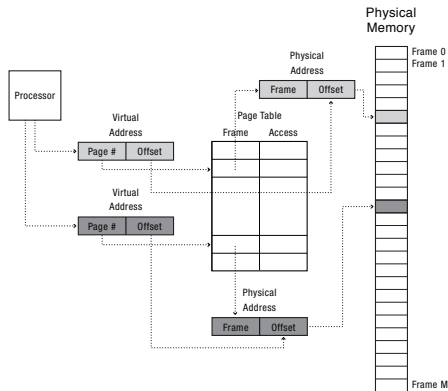 Physical
Memory
Physical
Address
Frame 0
Frame 1
Frame Offset
Processor
Virtual
Address
Page Table
Frame Access
Page # Offset
Virtual
Address
Page # Offset
Physical
Address
Frame Offset
Frame M